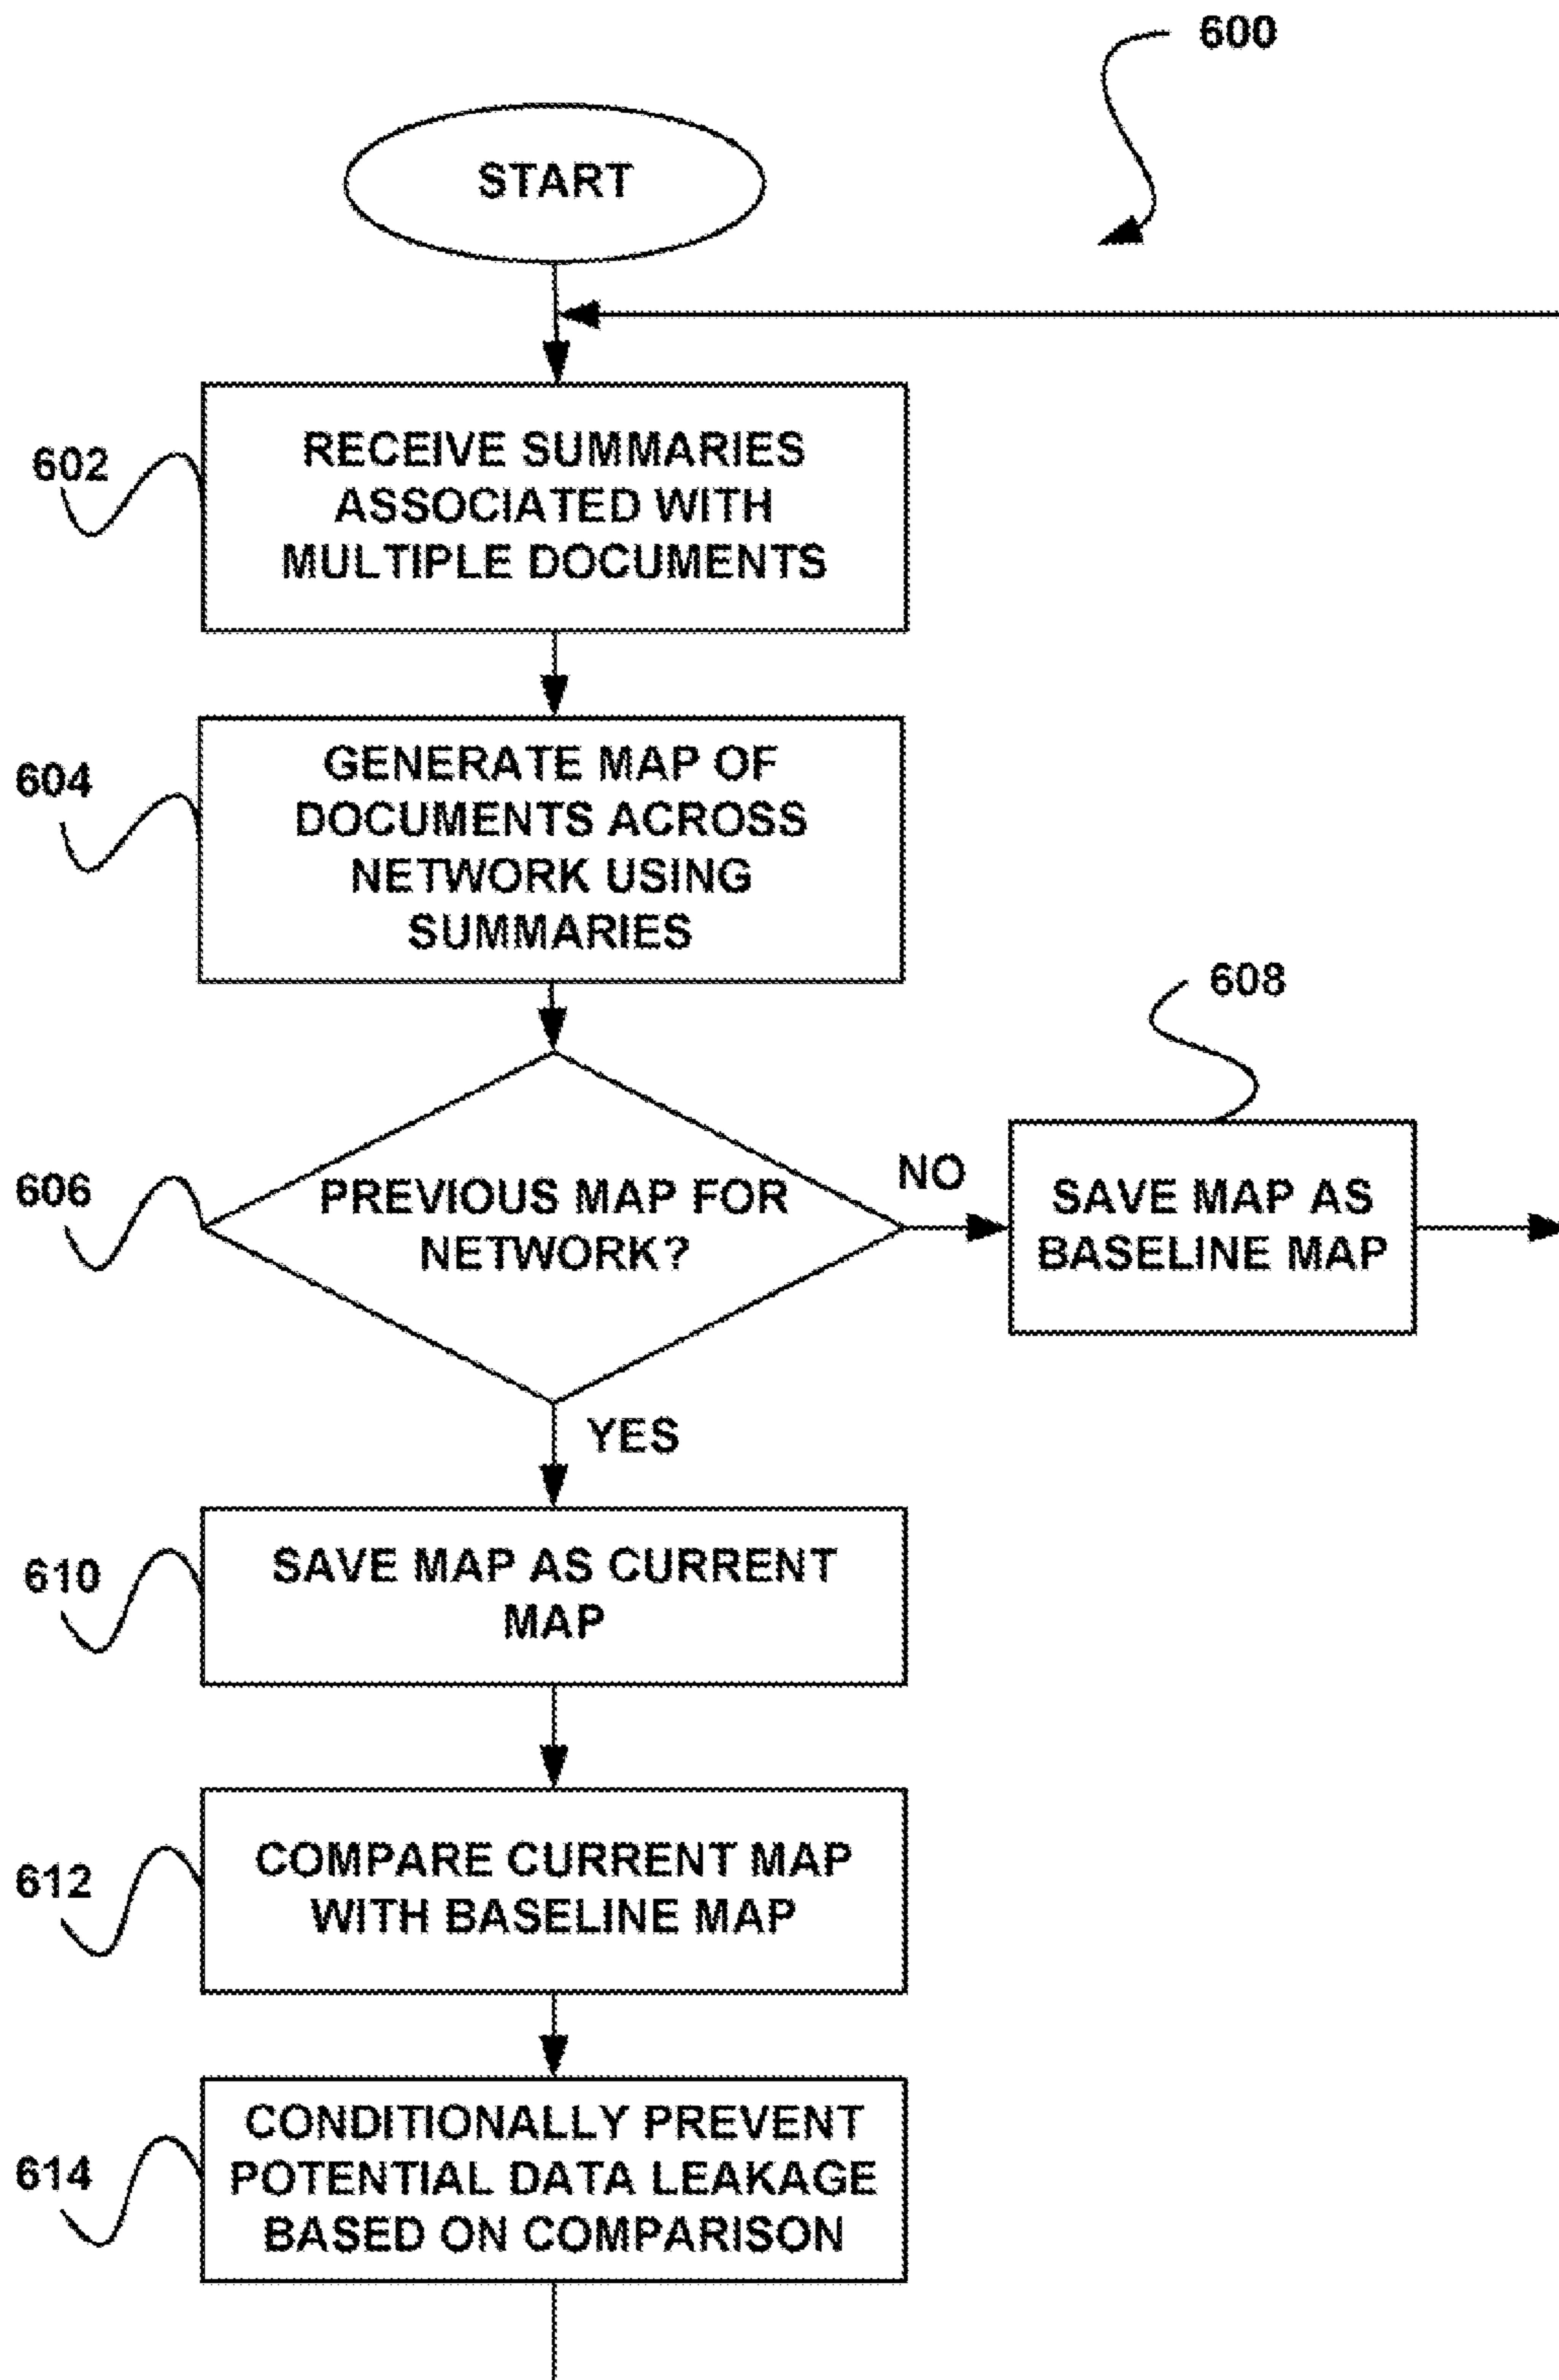 600
START
602
RECEIVE SUMMARIES
ASSOCIATED WITH
MULTIPLE DOCUMENTS
604
GENERATE MAP OF
DOCUMENTS ACROSS
NETWORK USING
SUMMARIES
608
606
PREVIOUS MAP FOR
NETWORK?
NO
SAVE MAP AS
BASELINE MAP
YES
610
SAVE MAP AS CURRENT
MAP
612
COMPARE CURRENT MAP
WITH BASELINE MAP
614
CONDITIONALLY PREVENT
POTENTIAL DATA LEAKAGE
BASED ON COMPARISON